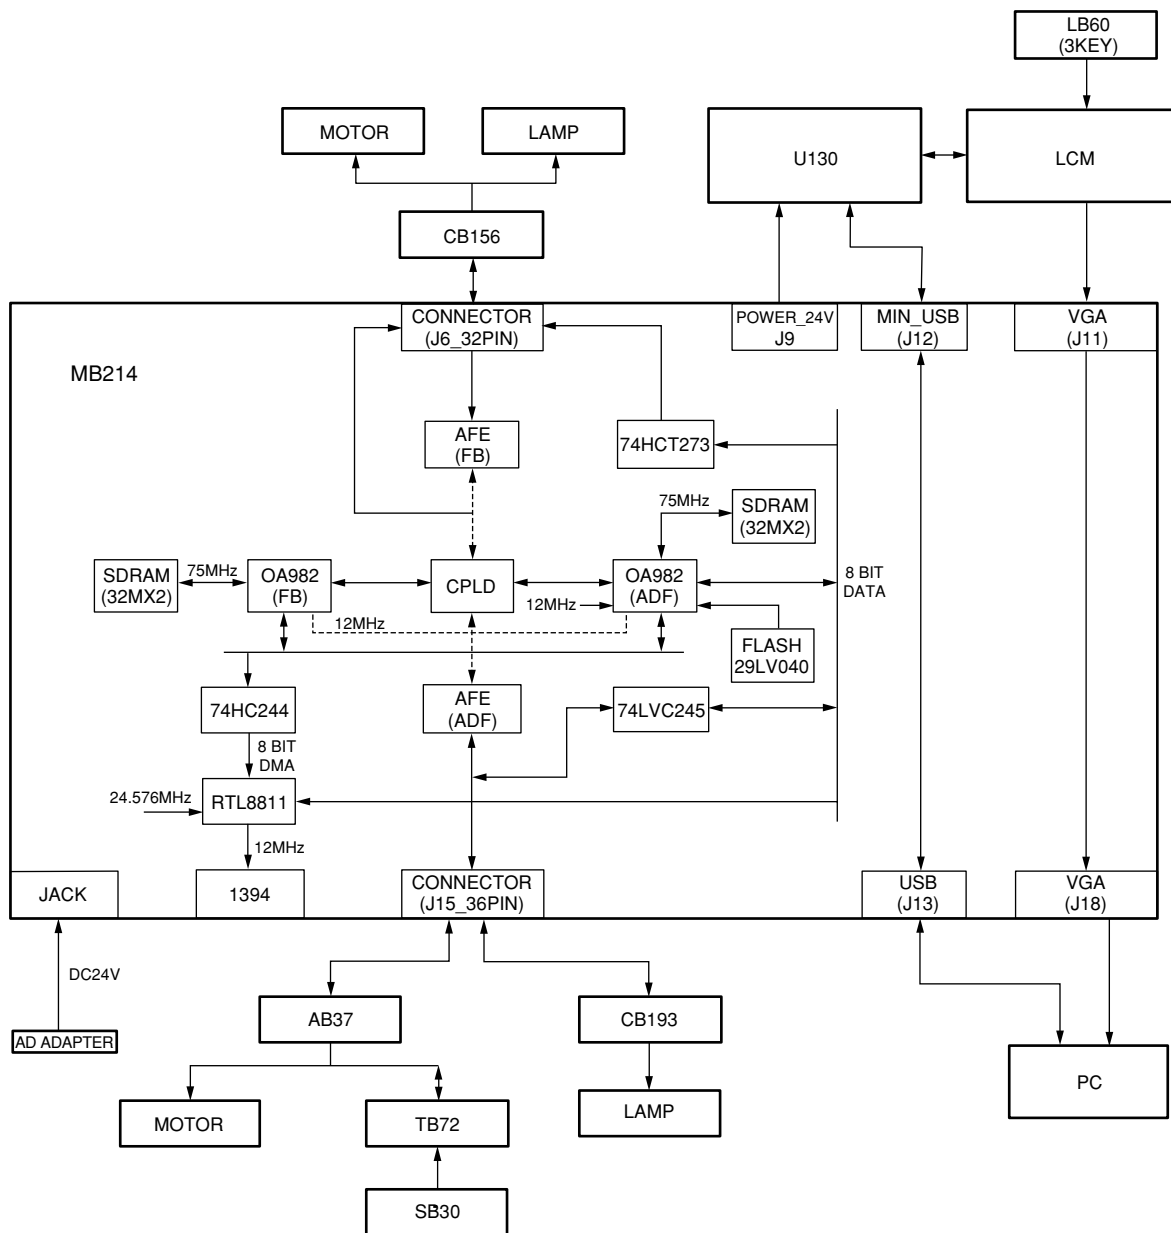 LB60
(3KEY)
MOTOR
LAMP
U130
LCM
CB156
CONNECTOR
(J6_32PIN)
POWER_24V
J9
MIN_USB
(J12)
VGA
(J11)
MB214
AFE
(FB)
74HCT273
75MHz
SDRAM
(32MX2)
SDRAM
(32MX2)
75MHz
OA982
(FB)
CPLD
OA982
(ADF)
8 BIT
DATA
12MHz
12MHz
FLASH
29LV040
74HC244
AFE
(ADF)
74LVC245
8 BIT
DMA
24.576MHz
RTL8811
12MHz
JACK
1394
CONNECTOR
(J15_36PIN)
USB
(J13)
VGA
(J18)
DC24V
AB37
CB193
AD ADAPTER
PC
MOTOR
TB72
LAMP
SB30